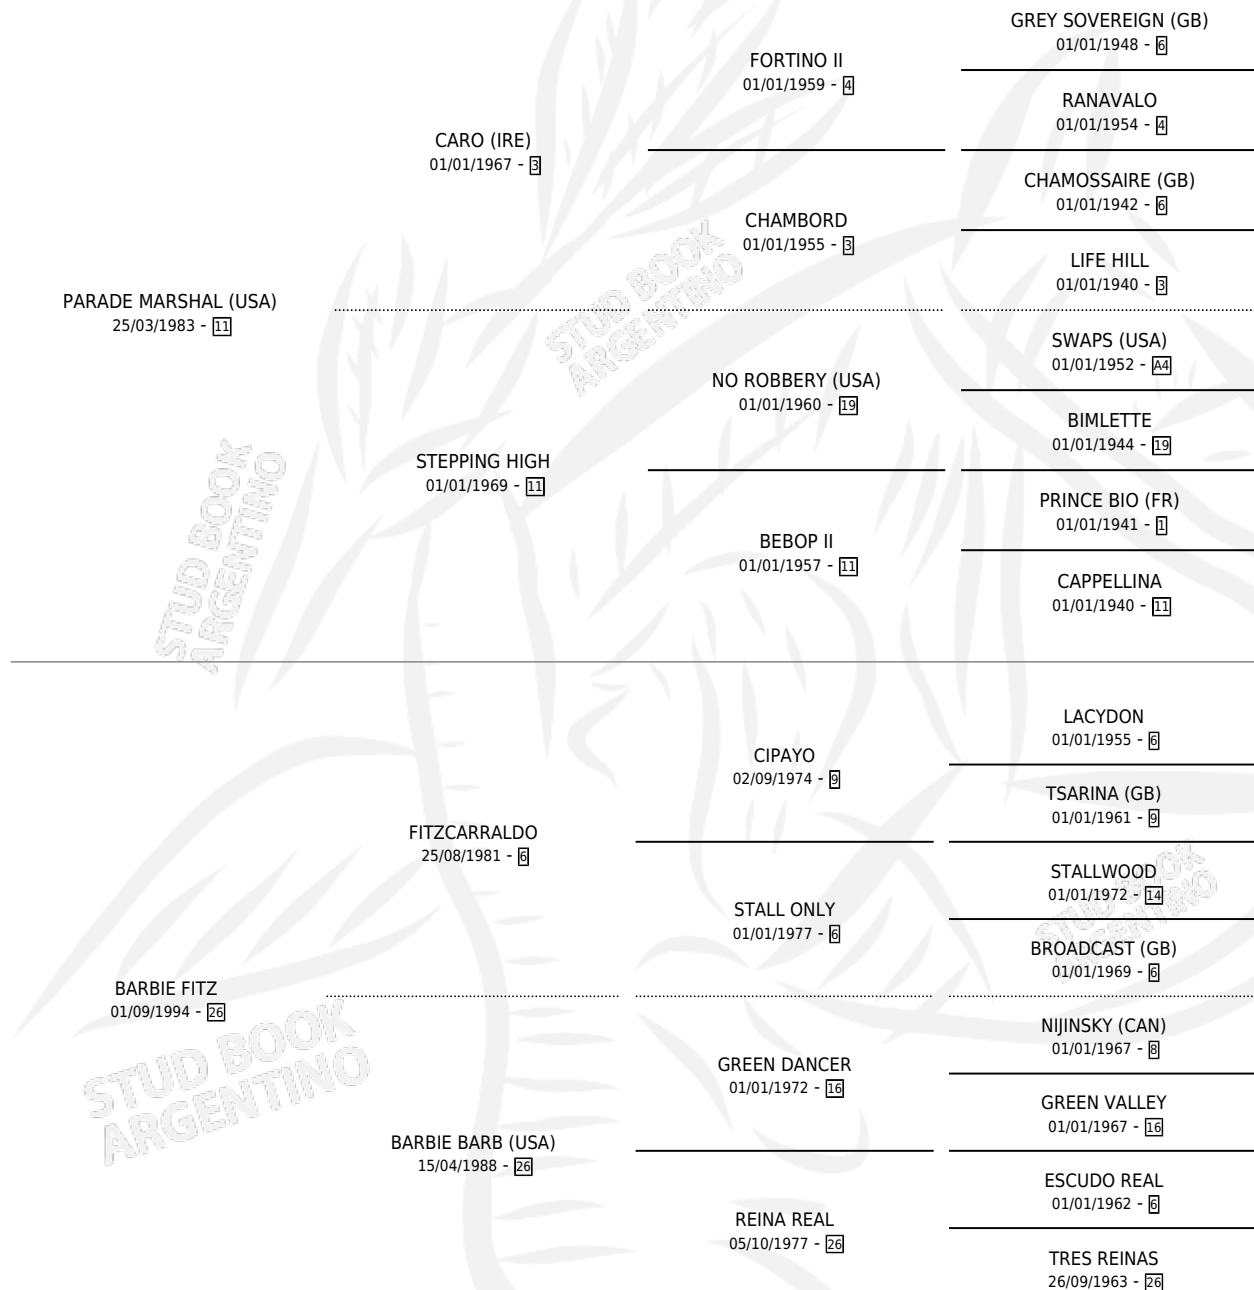 GREY SOVEREIGN (GB)
01/01/1948 - 6
FORTINO II
01/01/1959 - 4
RANAVALO
01/01/1954 - 4
CARO (IRE)
01/01/1967 - 3
CHAMOSSAIRE (GB)
01/01/1942 - 6
CHAMBORD
01/01/1955 - 3
LIFE HILL
01/01/1940 - 3
PARADE MARSHAL (USA)
25/03/1983 - 11
SWAPS (USA)
01/01/1952 - A4
NO ROBBERY (USA)
01/01/1960 - 19
BIMLETTE
01/01/1944 - 19
STEPPING HIGH
01/01/1969 - 11
PRINCE BIO (FR)
01/01/1941 - 1
BEBOP II
01/01/1957 - 11
CAPPELLINA
01/01/1940 - 11
LACYDON
01/01/1955 - 6
CIPAYO
02/09/1974 - 9
TSARINA (GB)
01/01/1961 - 9
FITZCARRALDO
25/08/1981 - 6
STALLWOOD
01/01/1972 - 14
STALL ONLY
01/01/1977 - 6
BROADCAST (GB)
01/01/1969 - 6
BARBIE FITZ
01/09/1994 - 26
NIJINSKY (CAN)
01/01/1967 - 8
GREEN DANCER
01/01/1972 - 16
GREEN VALLEY
01/01/1967 - 16
BARBIE BARB (USA)
15/04/1988 - 26
ESCUDO REAL
01/01/1962 - 6
REINA REAL
05/10/1977 - 26
TRES REINAS
26/09/1963 - 26
STUD BOOK
ARGENTINO
STUD BOOK
ARGENTINO
STUD BOOK
ARGENTINO
STUD BOOK
ARGENTINO